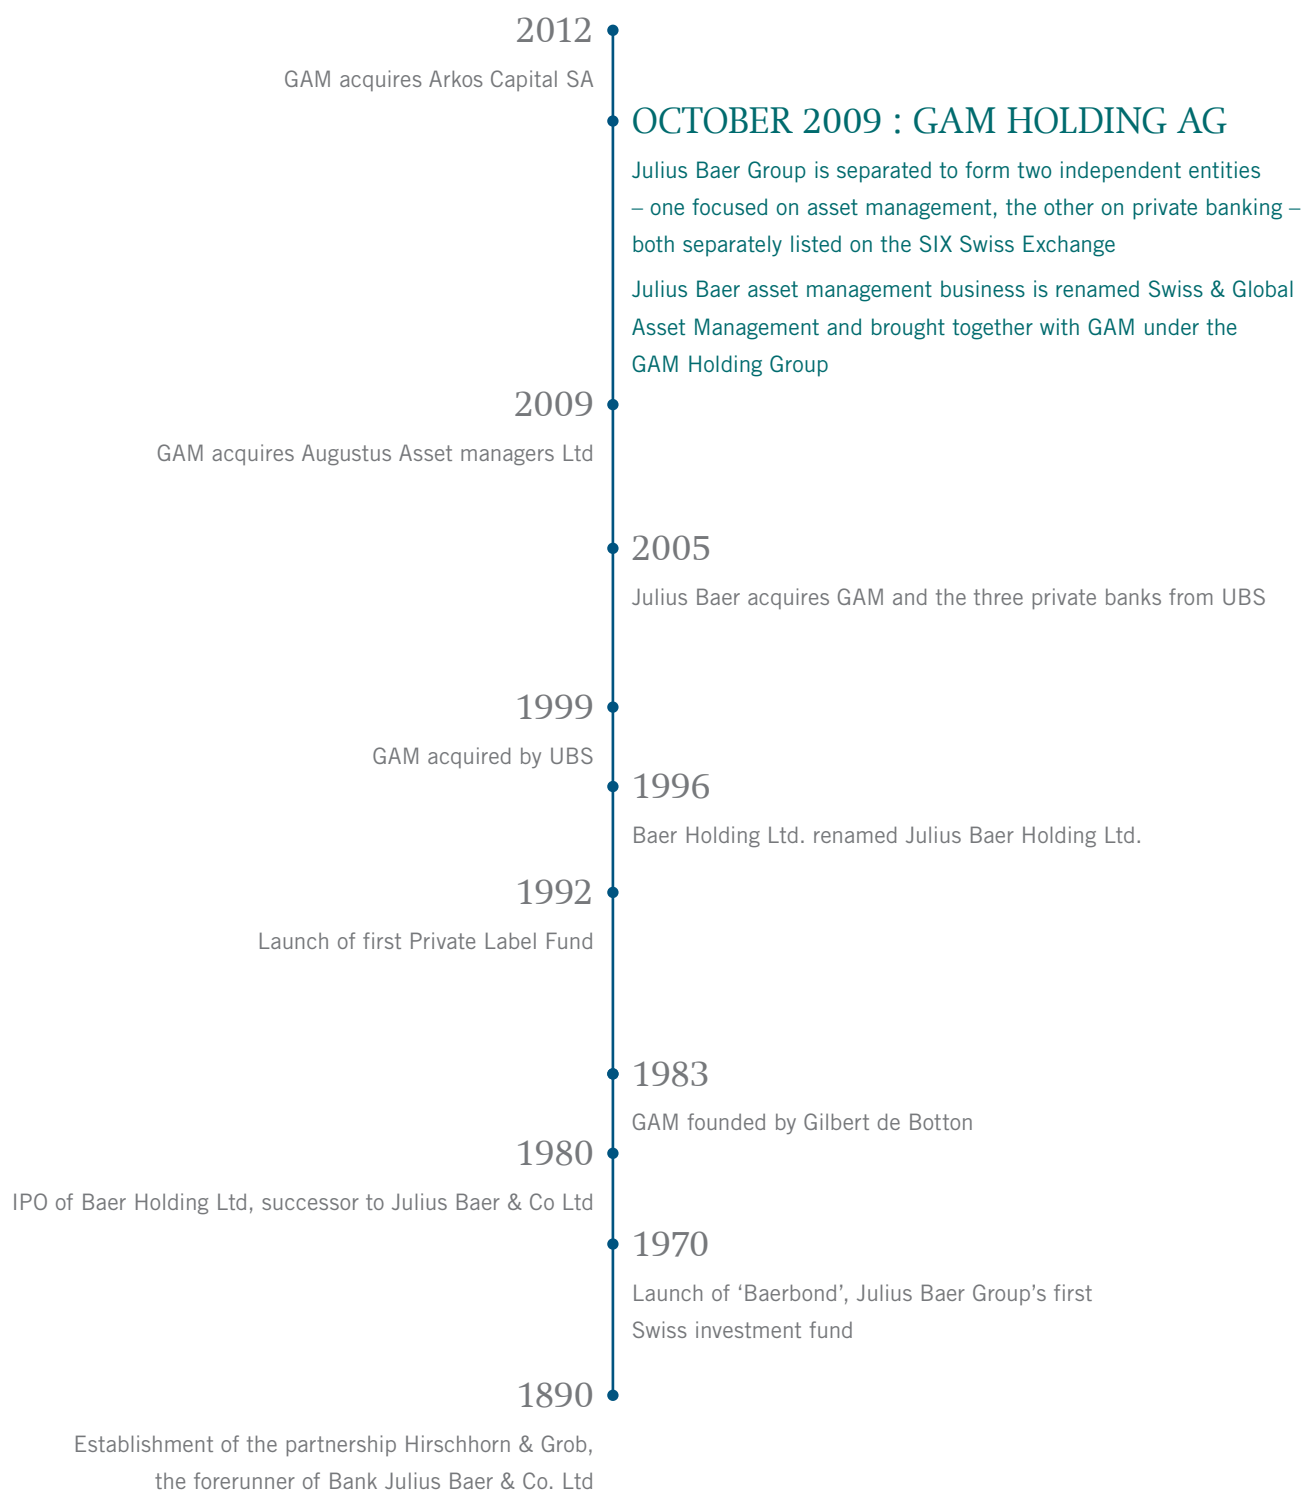 2012
GAM acquires Arkos Capital SA
OCTOBER 2009 : GAM HOLDING AG
Julius Baer Group is separated to form two independent entities
– one focused on asset management, the other on private banking –
both separately listed on the SIX Swiss Exchange
Julius Baer asset management business is renamed Swiss & Global
Asset Management and brought together with GAM under the
GAM Holding Group
2009
GAM acquires Augustus Asset managers Ltd
2005
Julius Baer acquires GAM and the three private banks from UBS
1999
GAM acquired by UBS
1996
Baer Holding Ltd. renamed Julius Baer Holding Ltd.
1992
Launch of first Private Label Fund
1983
GAM founded by Gilbert de Botton
1980
IPO of Baer Holding Ltd, successor to Julius Baer & Co Ltd
1970
Launch of ‘Baerbond’, Julius Baer Group’s first
Swiss investment fund
1890
Establishment of the partnership Hirschhorn & Grob,
the forerunner of Bank Julius Baer & Co. Ltd